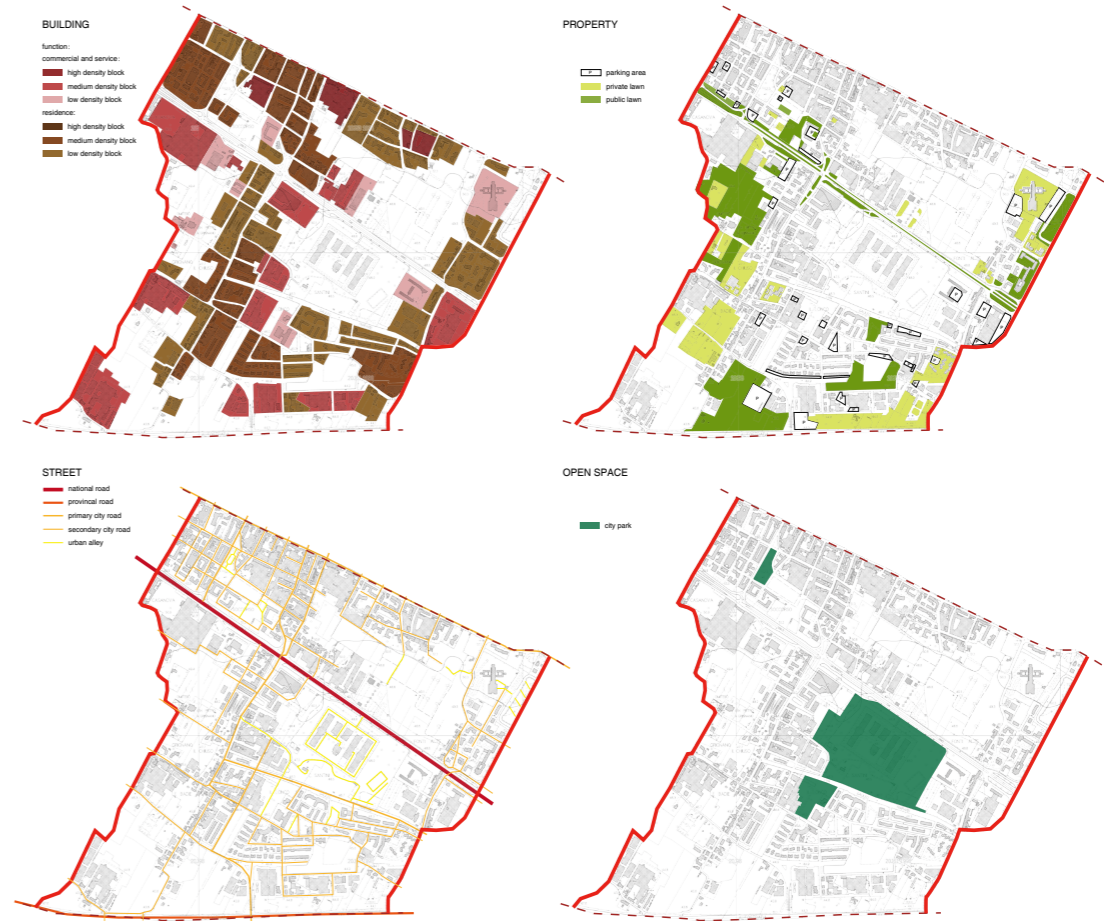 BUILDING
function:
commercial and service:
high density block
medium density block
low density block
residence:
high density block
medium density block
low density block
PROPERTY
P parking area
private lawn
public lawn
STREET
national road
provincal road
primary city road
secondary city road
urban alley
OPEN SPACE
city park